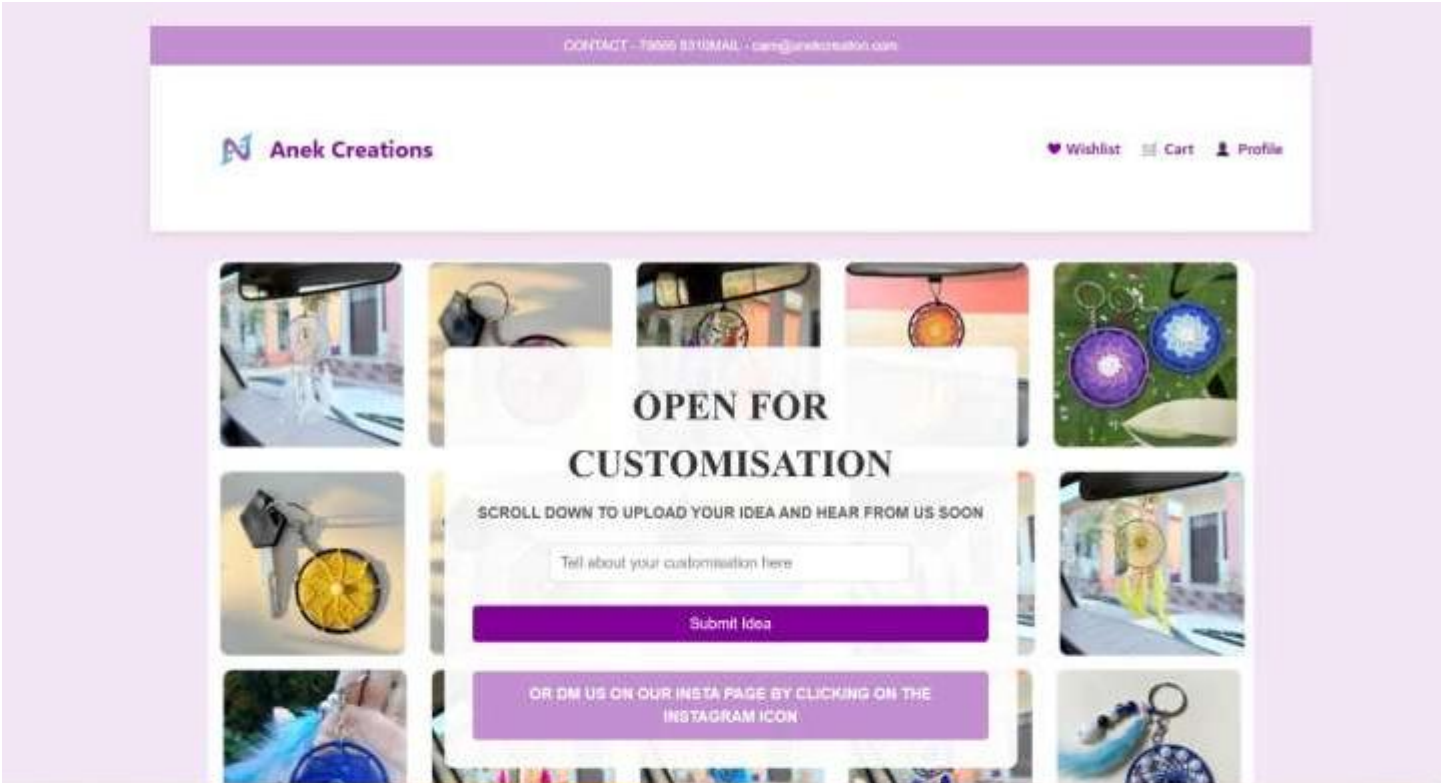 CONTACT -
Anek Creations
Wishlist Cart Profile
OPEN FOR
CUSTOMISATION
SCROLL DOWN TO UPLOAD YOUR IDEA AND HEAR FROM US SOON
Tell about your customisation here
Submit Idea
OR DM US ON OUR INSTA PAGE BY CLICKING ON THE
INSTAGRAM ICON